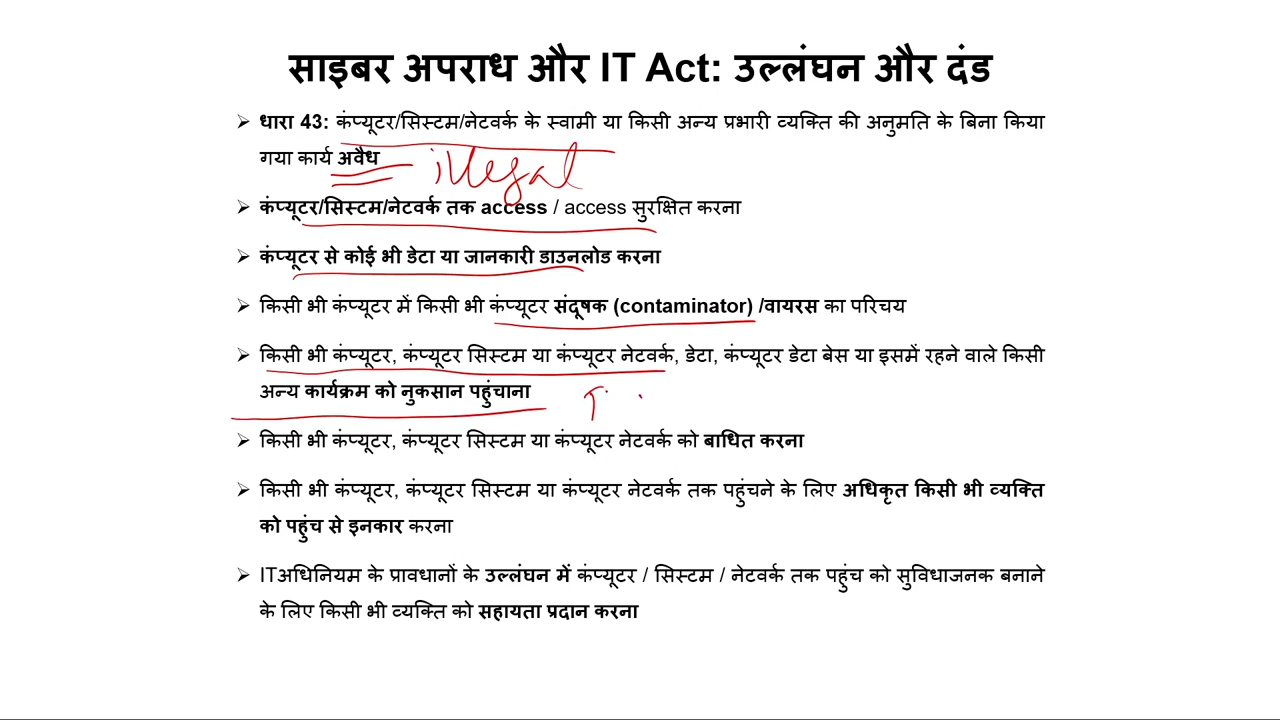 साइबर अपराध और IT Act: उल्लंघन और दंड
➢ धारा 43: कंप्यूटर/सिस्टम/नेटवर्क के स्वामी या किसी अन्य प्रभारी व्यक्ति की अनुमति के बिना किया
गया कार्य अवैध
illegal
➢ कंप्यूटर/सिस्टम/नेटवर्क तक access / access सुरक्षित करना
➢ कंप्यूटर से कोई भी डेटा या जानकारी डाउनलोड करना
➢ किसी भी कंप्यूटर में किसी भी कंप्यूटर संदूषक (contaminator) /वायरस का परिचय
➢ किसी भी कंप्यूटर, कंप्यूटर सिस्टम या कंप्यूटर नेटवर्क, डेटा, कंप्यूटर डेटा बेस या इसमें रहने वाले किसी
अन्य कार्यक्रम को नुकसान पहुंचाना
➢ किसी भी कंप्यूटर, कंप्यूटर सिस्टम या कंप्यूटर नेटवर्क को बाधित करना
➢ किसी भी कंप्यूटर, कंप्यूटर सिस्टम या कंप्यूटर नेटवर्क तक पहुंचने के लिए अधिकृत किसी भी व्यक्ति
को पहुंच से इनकार करना
➢ ITअधिनियम के प्रावधानों के उल्लंघन में कंप्यूटर / सिस्टम / नेटवर्क तक पहुंच को सुविधाजनक बनाने
के लिए किसी भी व्यक्ति को सहायता प्रदान करना